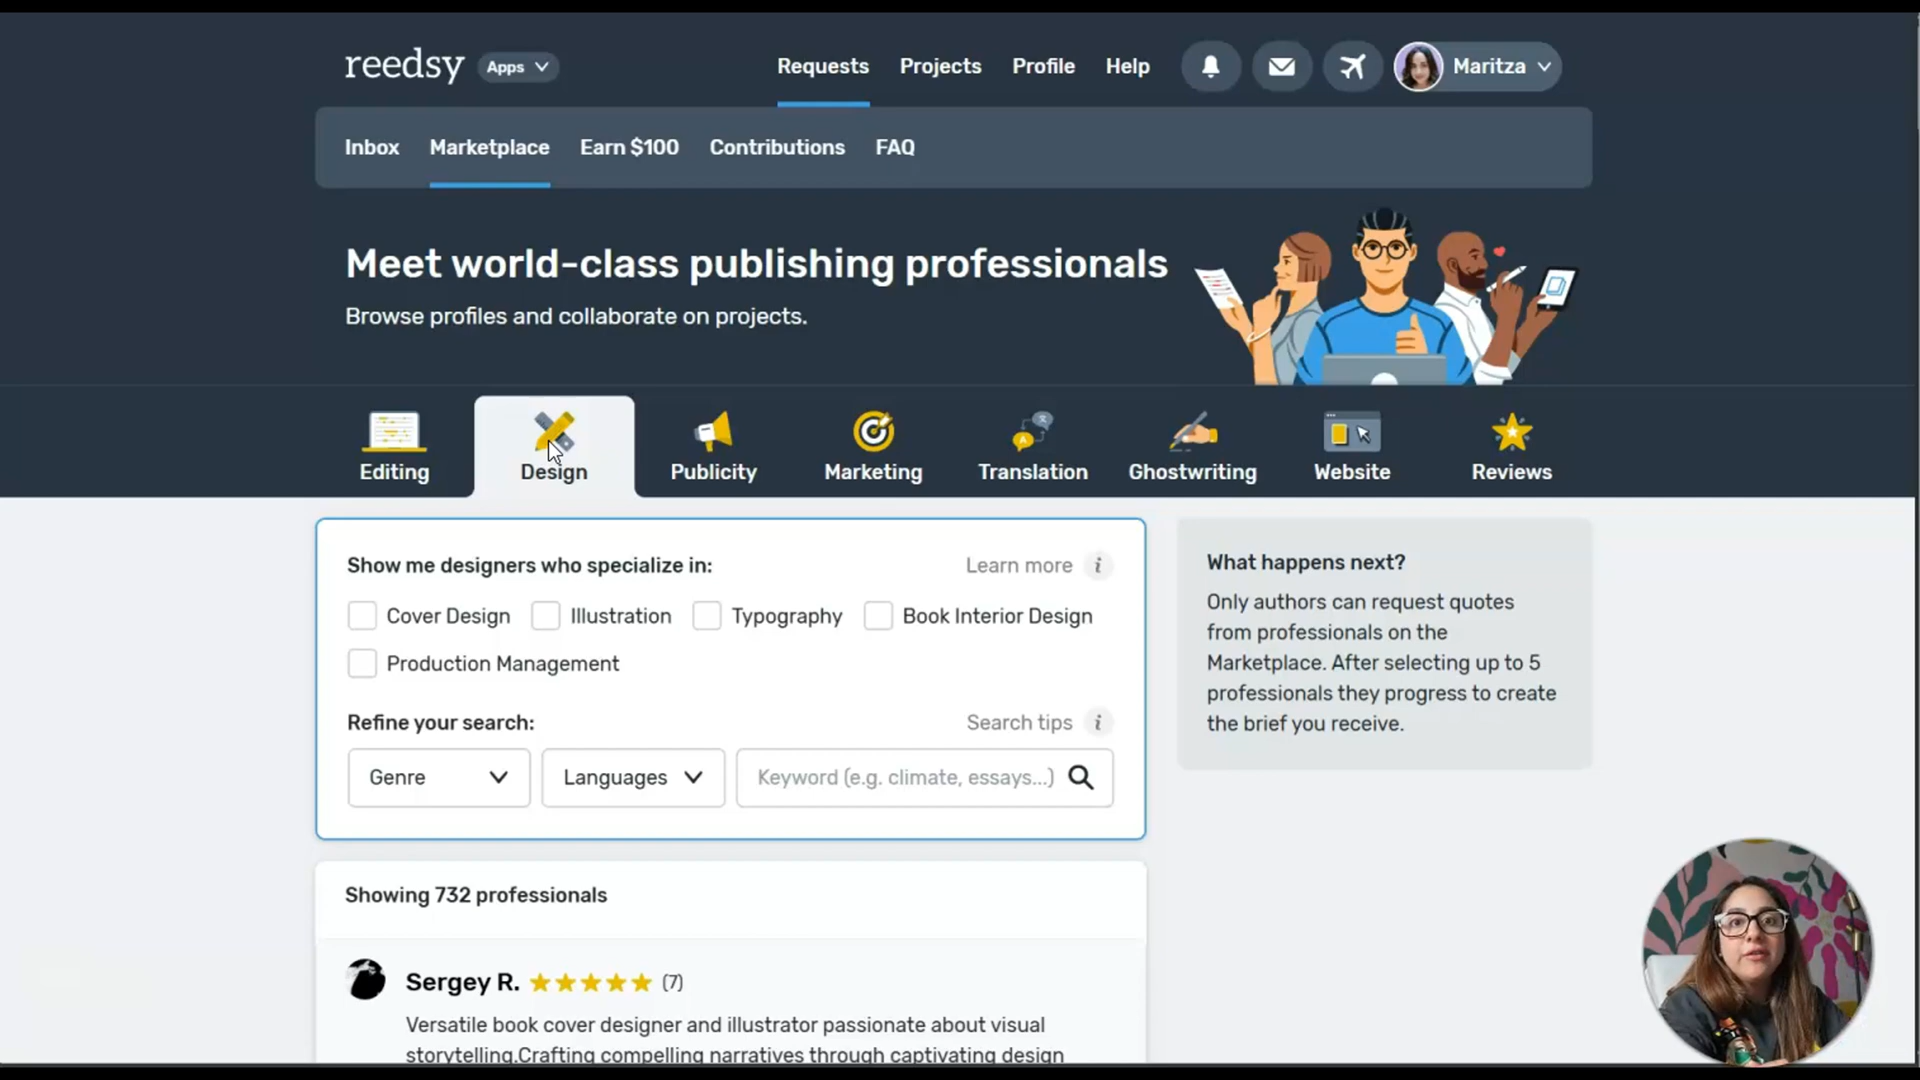 reedsy Apps Requests Projects Profile Help Maritza
Inbox Marketplace Earn $100 Contributions FAQ
Meet world-class publishing professionals
Browse profiles and collaborate on projects.
Editing Design Publicity Marketing Translation Ghostwriting Website Reviews
Show me designers who specialize in: Learn more i
Cover Design Illustration Typography Book Interior Design
Production Management
Refine your search: Search tips i
Genre Languages Keyword (e.g. climate, essays...)
What happens next?
Only authors can request quotes
from professionals on the
Marketplace. After selecting up to 5
professionals they progress to create
the brief you receive.
Showing 732 professionals
Sergey R. (7)
Versatile book cover designer and illustrator passionate about visual
storytelling.Crafting compelling narratives through captivating design